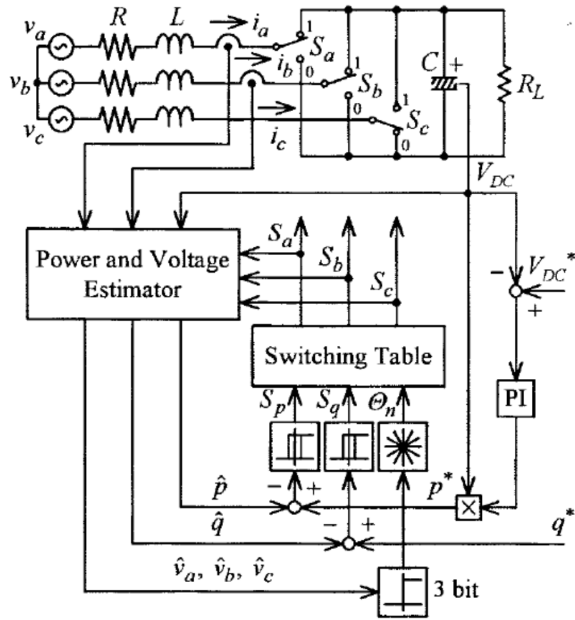 R L
v_a i_a 1 S_a 0
v_b i_b 1 S_b 0 C + R_L
v_c i_c 1 S_c 0
V_DC
S_a
Power and Voltage
Estimator
S_b
S_c
− V_DC*
+
Switching Table
PI
S_p S_q Θ_n
p̂ − + p* ×
q̂ − + q*
v̂_a, v̂_b, v̂_c 3 bit